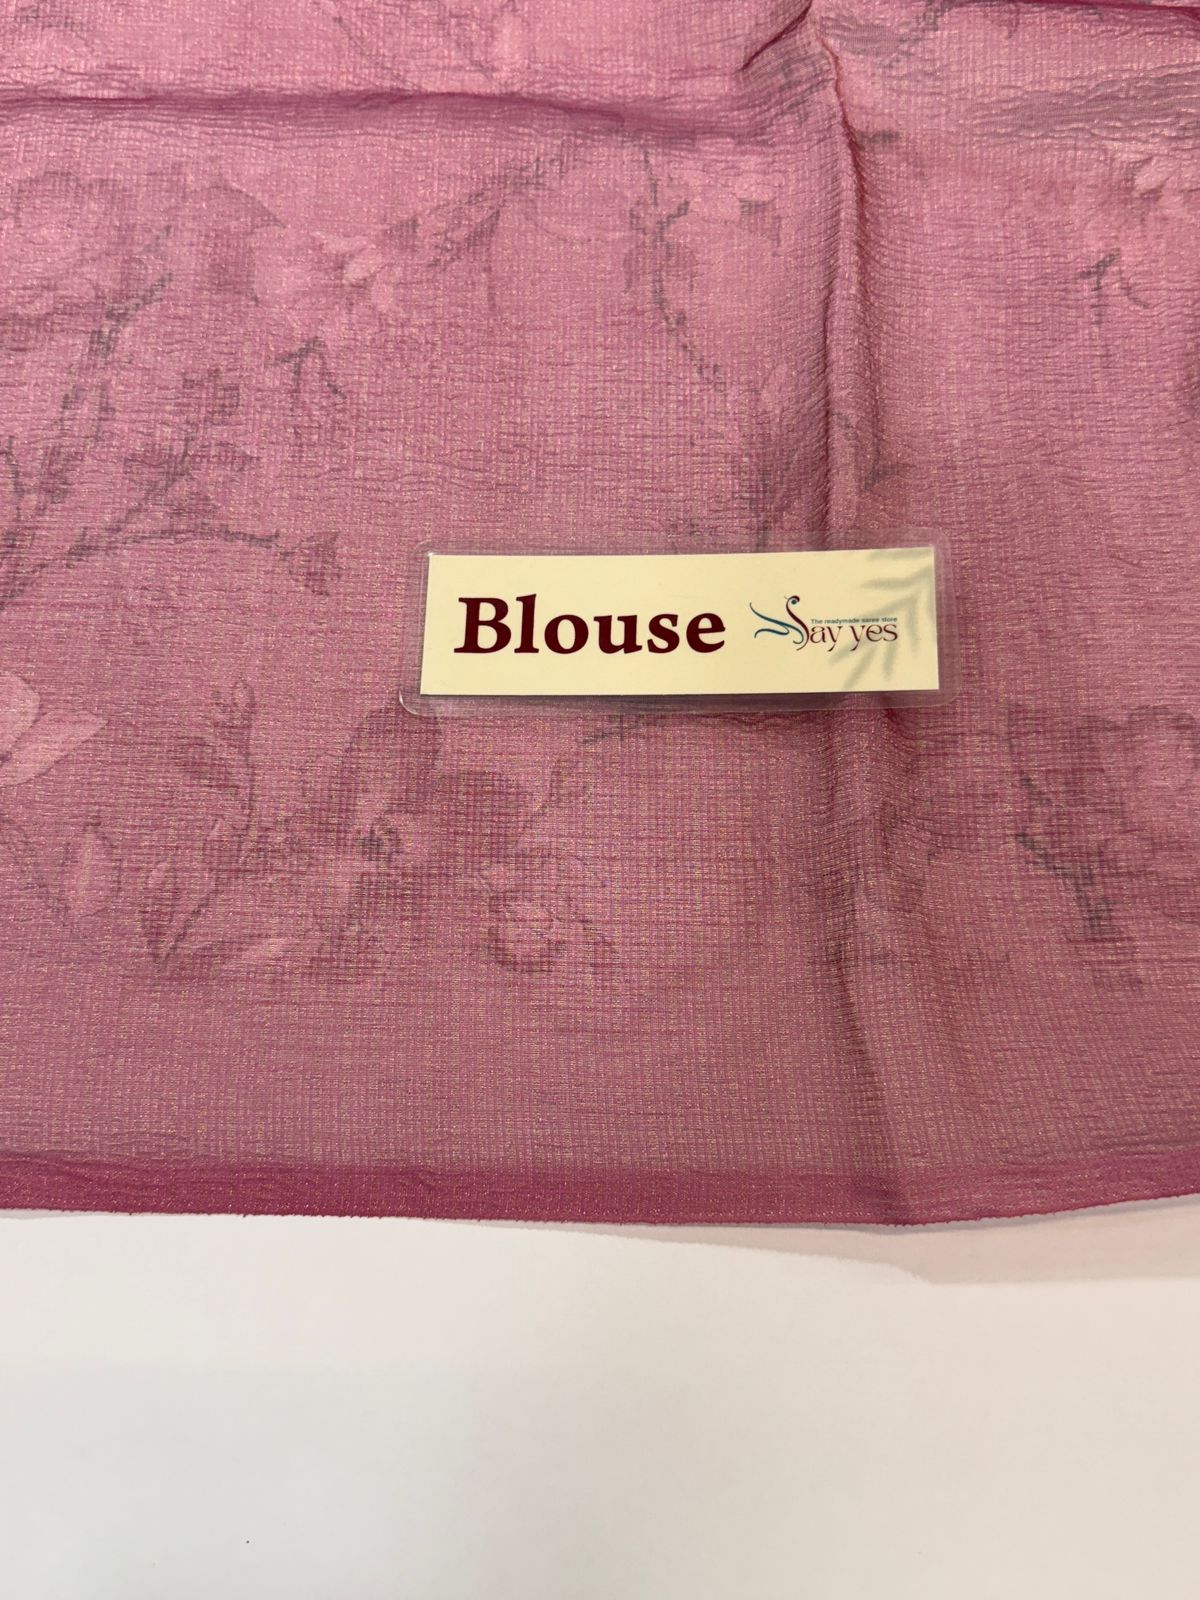 Blouse
The readymade saree store
Say yes